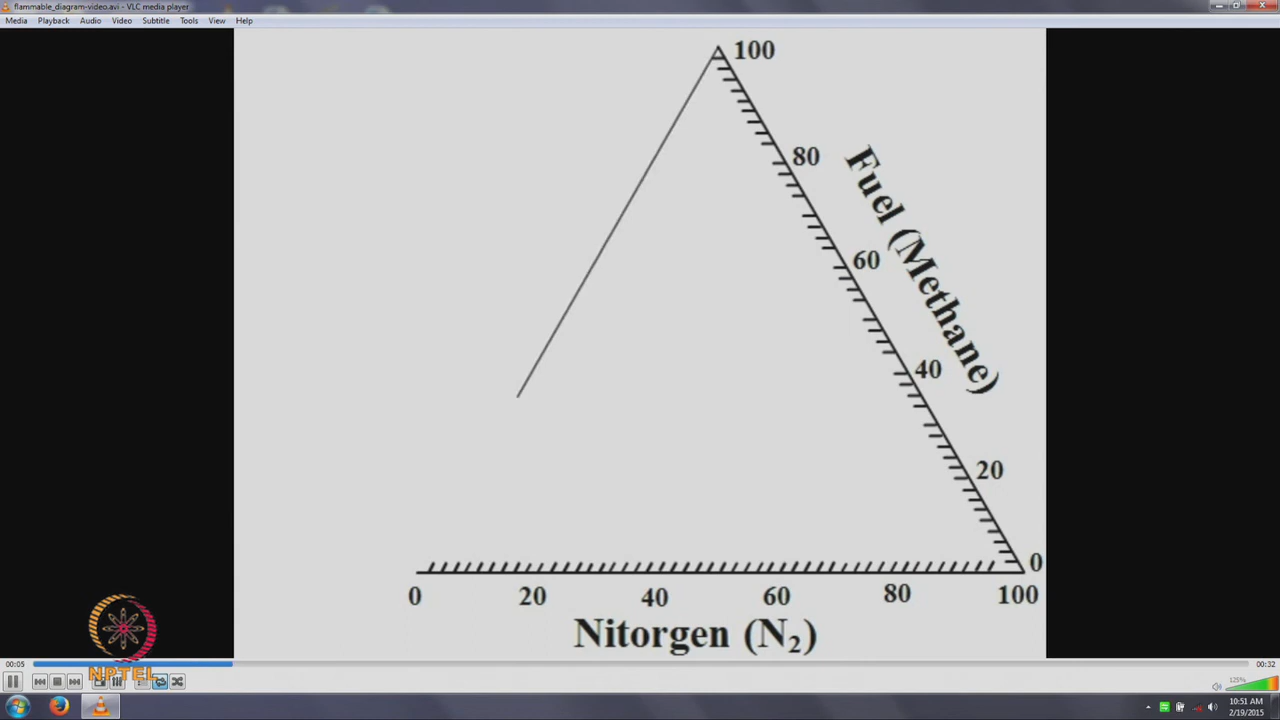 flammable_diagram-video.avi - VLC media player
Media Playback Audio Video Subtitle Tools View Help
100
80
60
40
20
0
Fuel (Methane)
0 20 40 60 80 100
Nitorgen (N₂)
NPTEL
00:05
00:32
125%
10:51 AM
2/19/2015